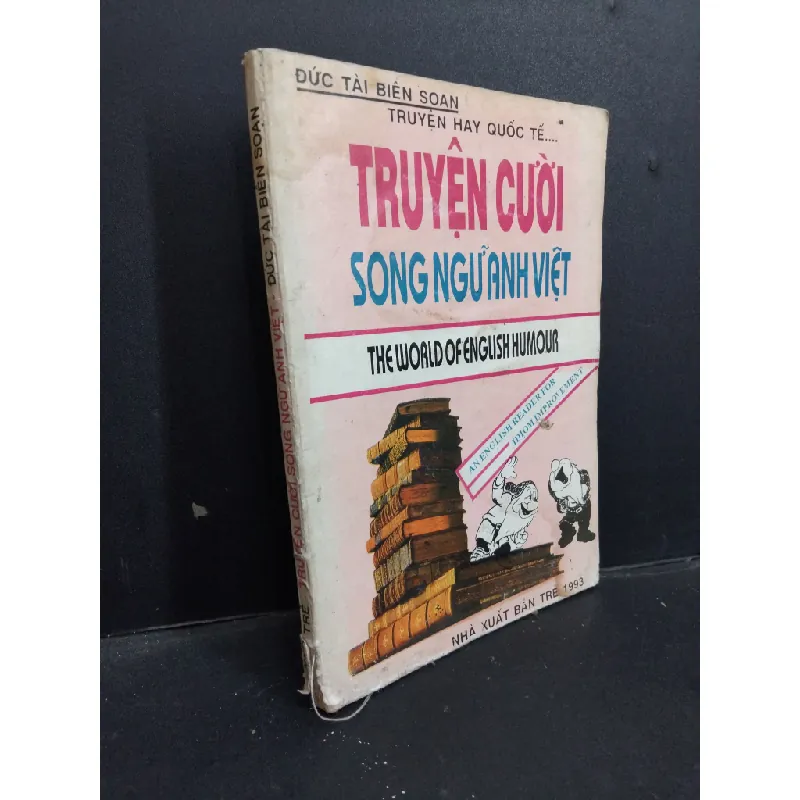 ĐỨC TÀI BIÊN SOẠN
TRUYỆN HAY QUỐC TẾ....
TRUYỆN CƯỜI
SONG NGỮ ANH VIỆT
THE WORLD OF ENGLISH HUMOUR
AN ENGLISH READER FOR
IDIOM IMPROVEMENT
NHÀ XUẤT BẢN TRẺ 1993
TRẺ TRUYỆN CƯỜI SONG NGỮ ANH VIỆT - ĐỨC TÀI BIÊN SOẠN